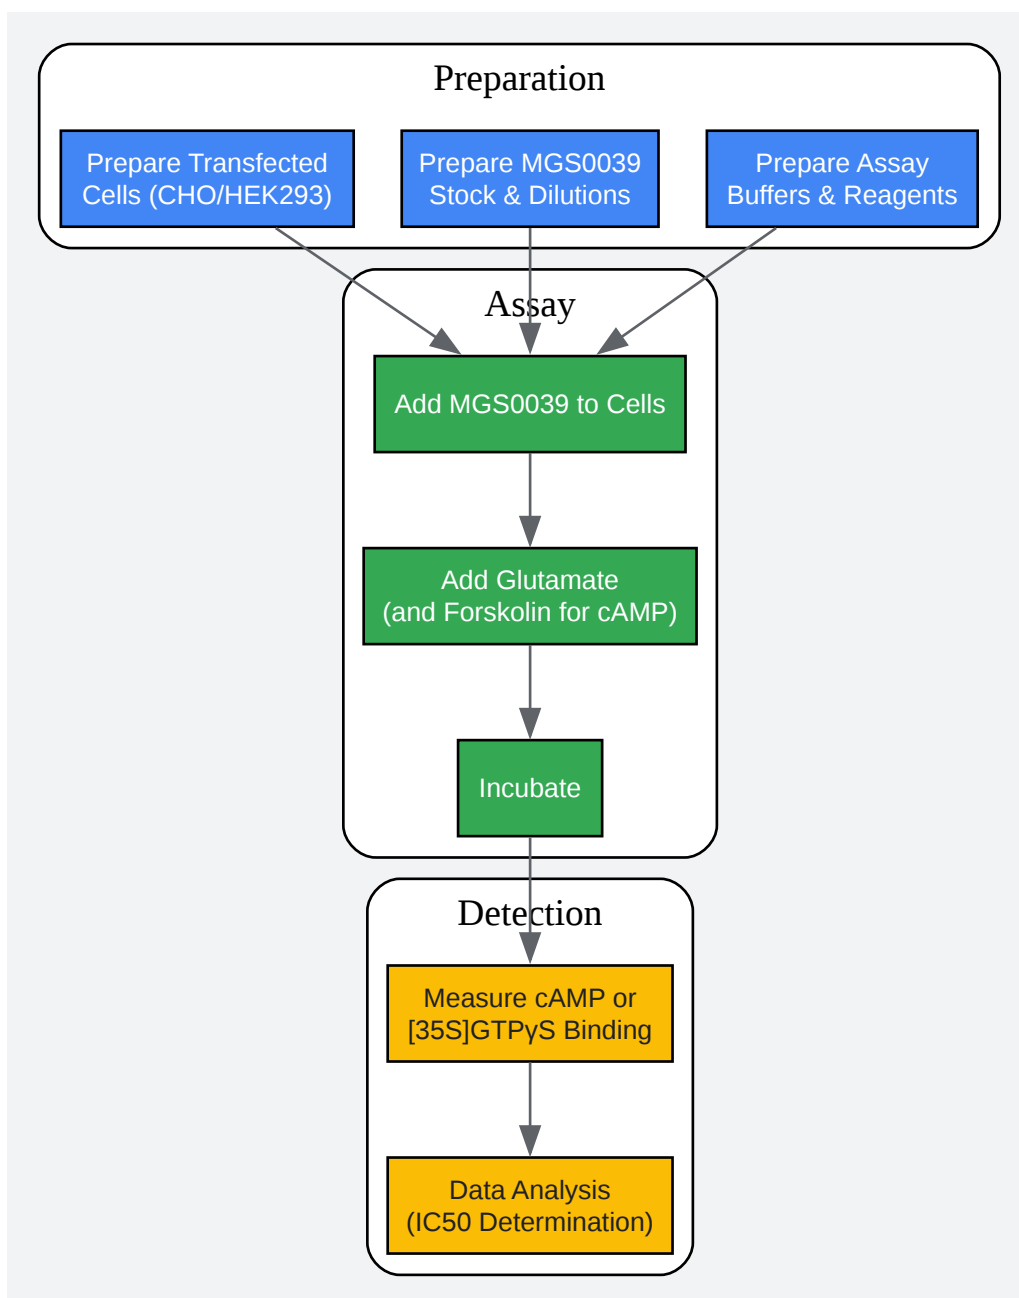 Preparation
Prepare Transfected
Cells (CHO/HEK293)
Prepare MGS0039
Stock & Dilutions
Prepare Assay
Buffers & Reagents
Assay
Add MGS0039 to Cells
Add Glutamate
(and Forskolin for cAMP)
Incubate
Detection
Measure cAMP or
[35S]GTPγS Binding
Data Analysis
(IC50 Determination)